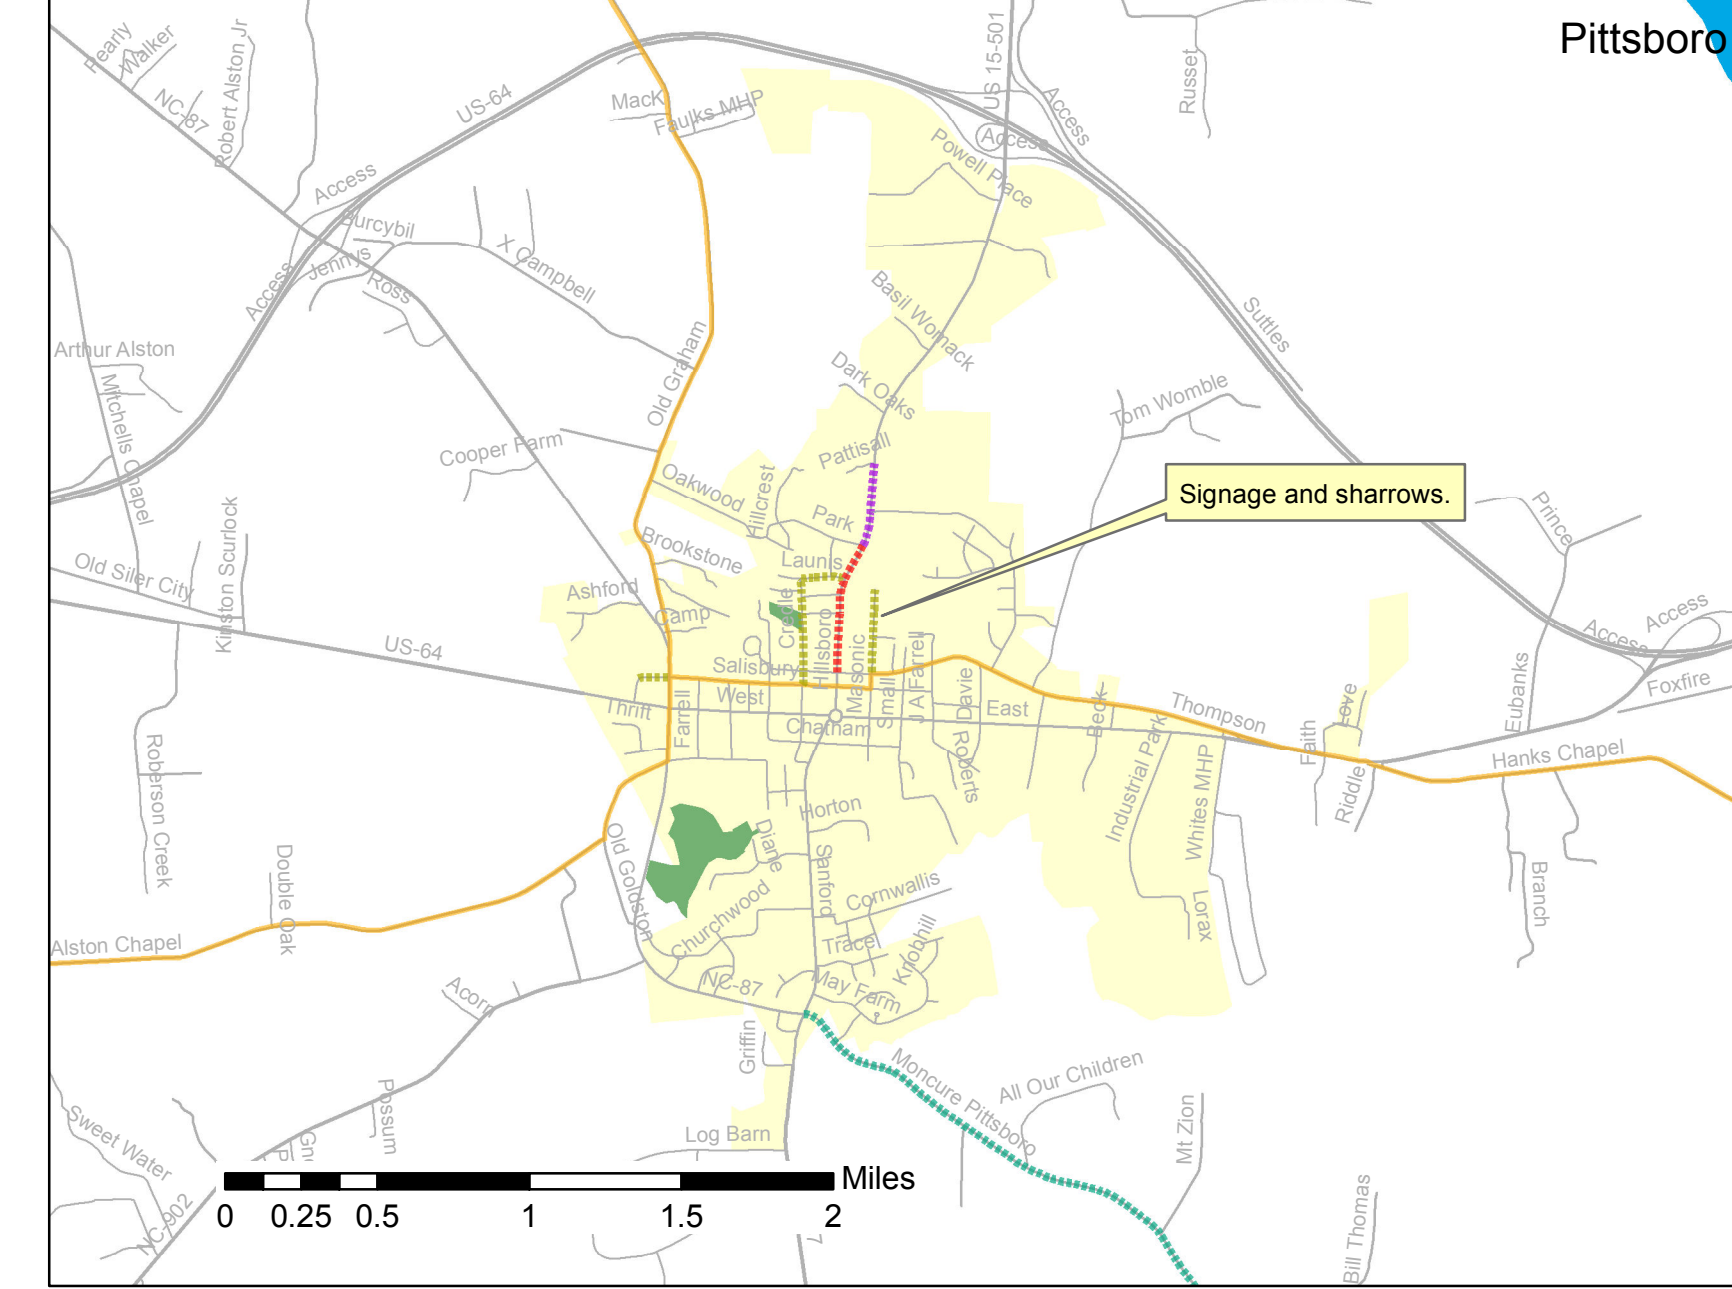 Pittsboro
Pearly
Walker
Robert Alston Jr
NC-87
US-64
MacK
Faulks MHP
US 15-501
Access
Access
Russet
Powell Place
Access
Burcybil
Jennys
Ross
Access
X Campbell
Basil Womack
Suttles
Arthur Alston
Mitchells Chapel
Old Graham
Dark Oaks
Tom Womble
Cooper Farm
Pattisall
Oakwood
Hillcrest
Park
Signage and sharrows.
Prince
Kinston Scurlock
Old Siler City
Brookstone
Launis
Ashford
Camp
Credle
Hillsboro
Masonic
J A Farrell
Access
Access
US-64
Salisbury
West
Small
Davie
East
Beck
Thompson
Love
Eubanks
Foxfire
Thrift
Farrell
Chatham
Roberts
Industrial Park
Whites MHP
Faith
Riddle
Hanks Chapel
Roberson Creek
Horton
Diane
Old Goldston
Sanford
Cornwallis
Double Oak
Churchwood
Lorax
Branch
Alston Chapel
Trace
Knobhill
Acorn
NC-87
May Farm
Griffin
Moncure Pittsboro
All Our Children
Possum
Sweet Water
Log Barn
Mt Zion
NC-902
Bill Thomas
Miles
0 0.25 0.5 1 1.5 2